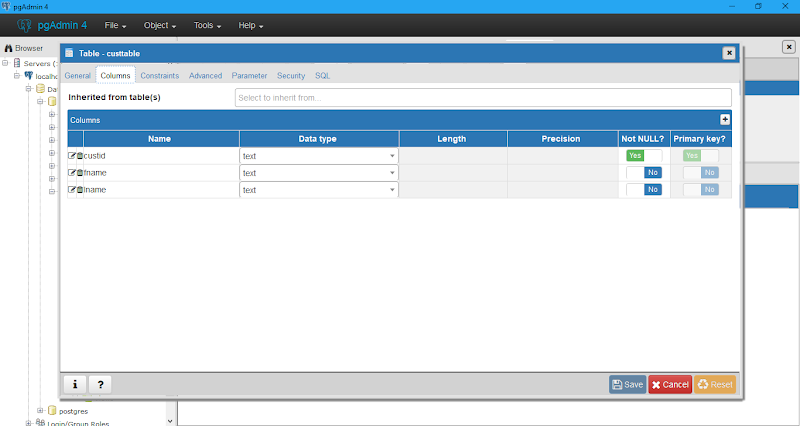 pgAdmin 4
pgAdmin 4 File Object Tools Help
Browser
Servers (
localho
Da
Table - custtable
General Columns Constraints Advanced Parameter Security SQL
Inherited from table(s) Select to inherit from...
Columns
Name Data type Length Precision Not NULL? Primary key?
custid text Yes Yes
fname text No No
lname text No No
i ? Save Cancel Reset
postgres
Login/Group Roles